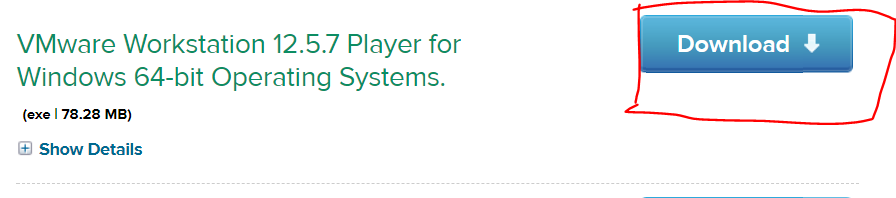 VMware Workstation 12.5.7 Player for
Windows 64-bit Operating Systems.
(exe | 78.28 MB)
Show Details
Download